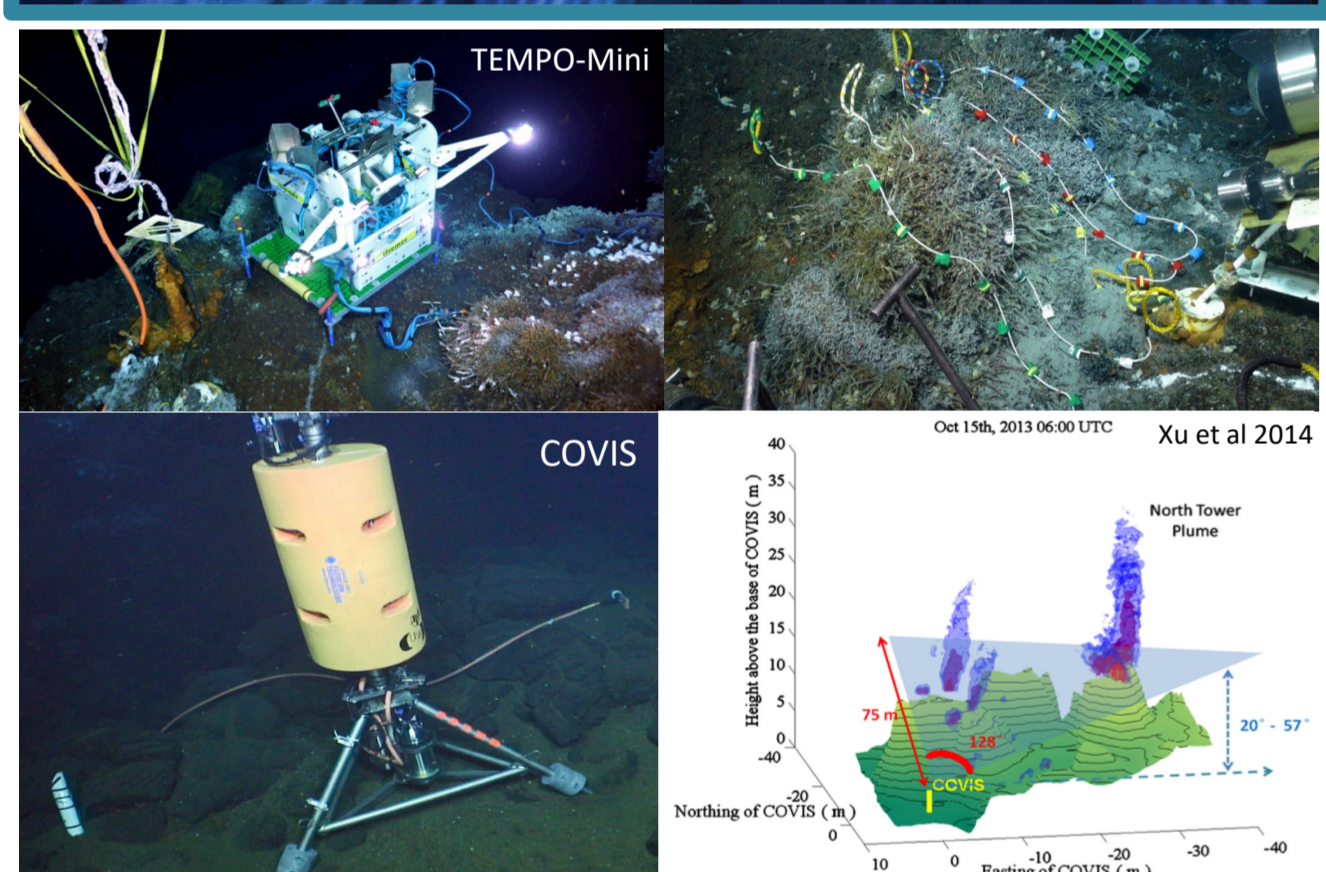 TEMPO-Mini
Ifremer
COVIS
Oct 15th, 2013 06:00 UTC
Xu et al 2014
North Tower
Plume
Height above the base of COVIS ( m )
40
35
30
25
20
15
10
5
0
75 m
128°
COVIS
20° - 57°
-40
-20
0
Northing of COVIS ( m )
10
0
-10
-20
-30
-40
Easting of COVIS ( m )